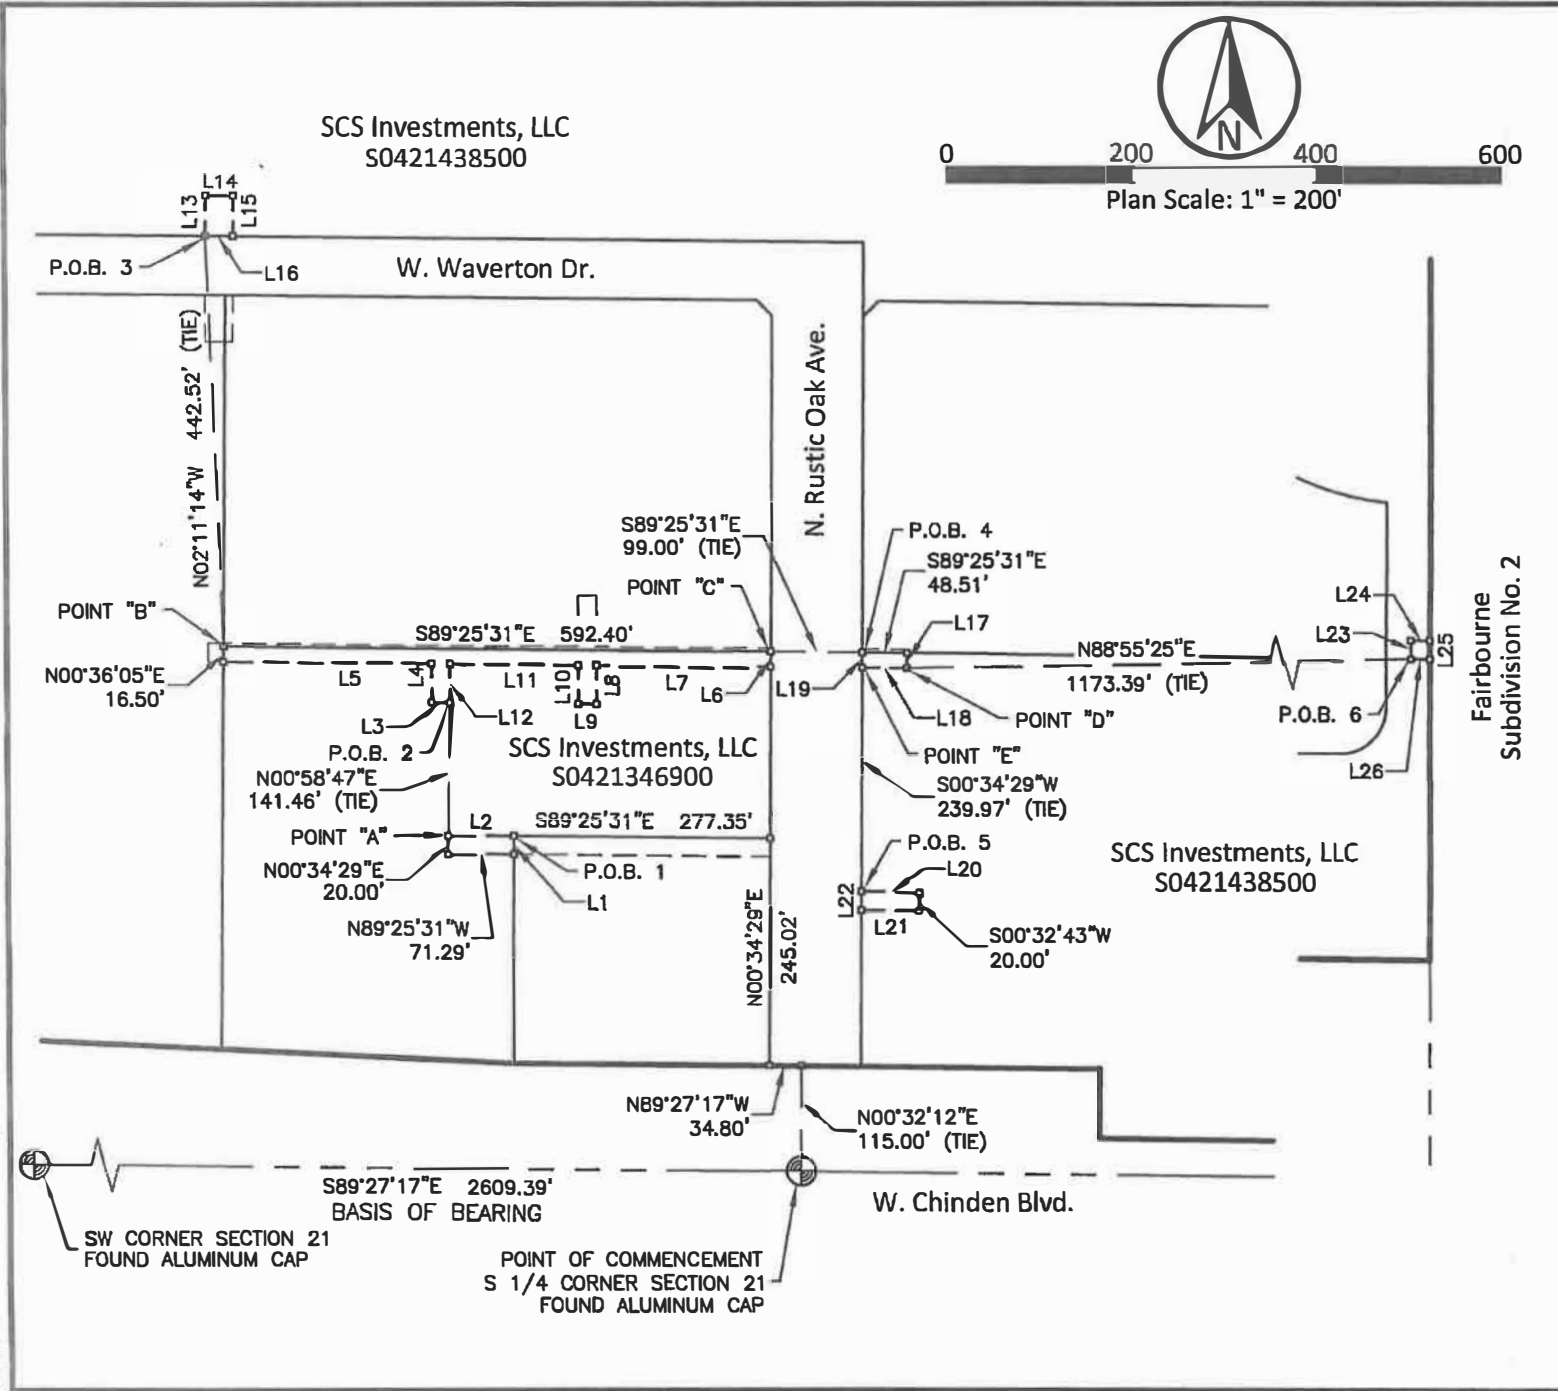 SCS Investments, LLC
S0421438500
N
0 200 400 600
Plan Scale: 1" = 200'
L14
L13
L15
P.O.B. 3
L16
W. Waverton Dr.
N02°11'14"W 442.52' (TIE)
N. Rustic Oak Ave.
S89°25'31"E
99.00' (TIE)
POINT "C"
P.O.B. 4
S89°25'31"E
48.51'
L17
POINT "B"
S89°25'31"E 592.40'
N00°36'05"E
16.50'
L5
L4
L11
L10
L8
L7
L6
L19
L3
L12
L9
L18
N88°55'25"E
1173.39' (TIE)
POINT "D"
POINT "E"
L24
L23
L25
P.O.B. 6
L26
Fairbourne
Subdivision No. 2
P.O.B. 2
SCS Investments, LLC
S0421346900
N00°58'47"E
141.46' (TIE)
S00°34'29"W
239.97' (TIE)
POINT "A"
L2
S89°25'31"E 277.35'
N00°34'29"E
20.00'
P.O.B. 1
L1
N89°25'31"W
71.29'
N00°34'29"E
245.02'
P.O.B. 5
L20
L22
L21
SCS Investments, LLC
S0421438500
S00°32'43"W
20.00'
N89°27'17"W
34.80'
N00°32'12"E
115.00' (TIE)
S89°27'17"E 2609.39'
BASIS OF BEARING
W. Chinden Blvd.
SW CORNER SECTION 21
FOUND ALUMINUM CAP
POINT OF COMMENCEMENT
S 1/4 CORNER SECTION 21
FOUND ALUMINUM CAP